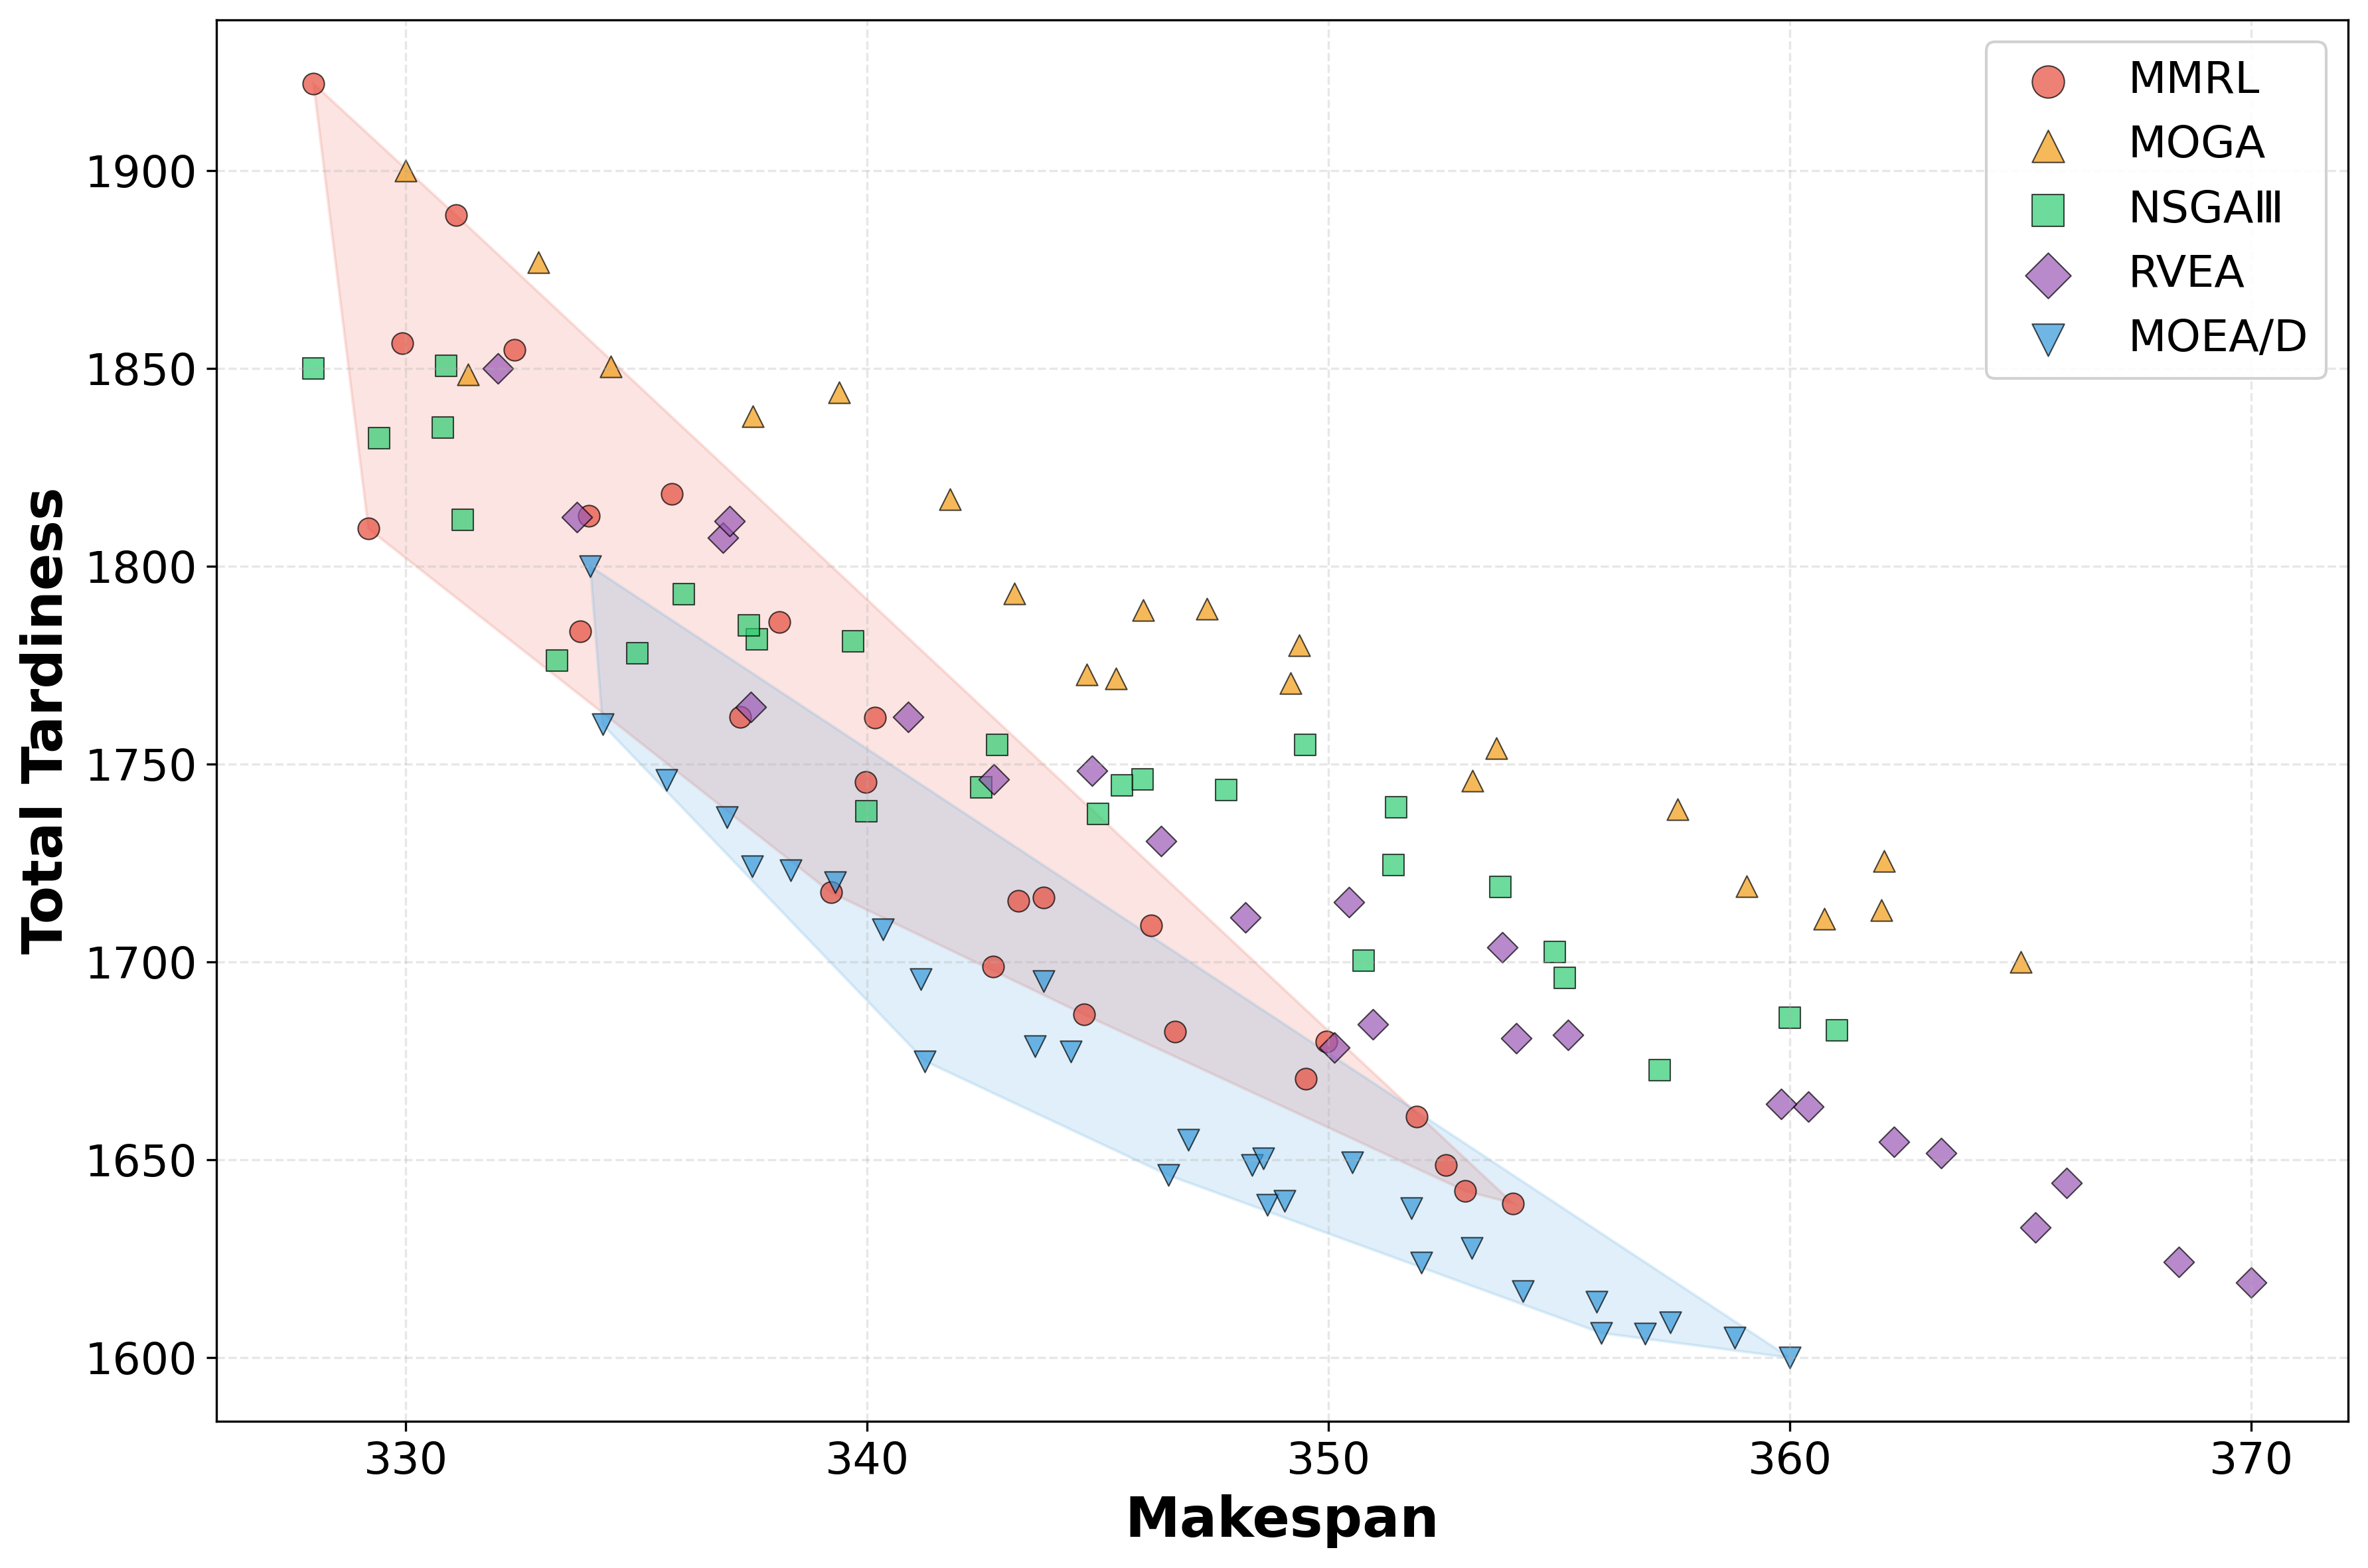 MMRL
MOGA
NSGAⅢ
RVEA
MOEA/D
Total Tardiness
1900
1850
1800
1750
1700
1650
1600
330
340
350
360
370
Makespan